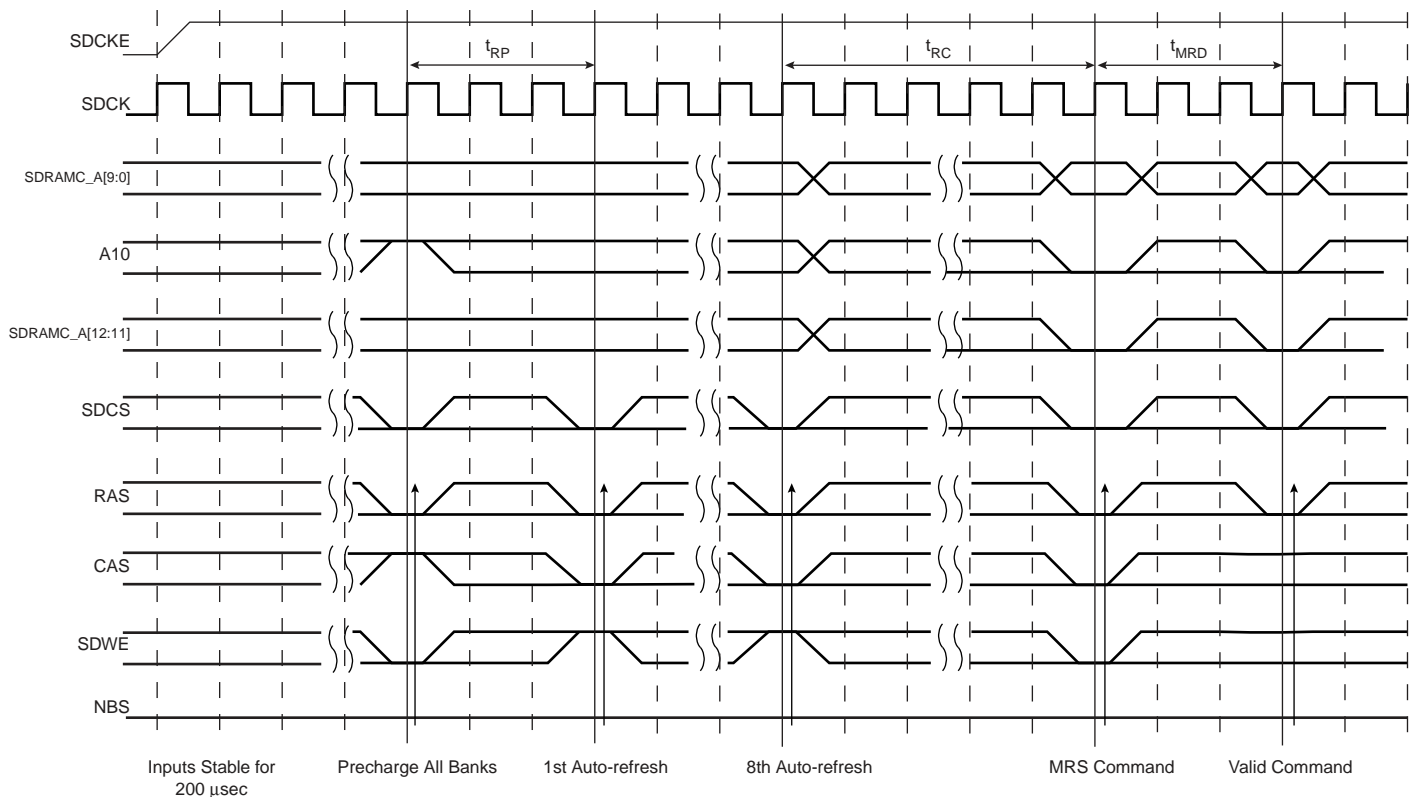 SDCKE
t_RP
t_RC
t_MRD
SDCK
SDRAMC_A[9:0]
A10
SDRAMC_A[12:11]
SDCS
RAS
CAS
SDWE
NBS
Inputs Stable for
200 μsec
Precharge All Banks
1st Auto-refresh
8th Auto-refresh
MRS Command
Valid Command